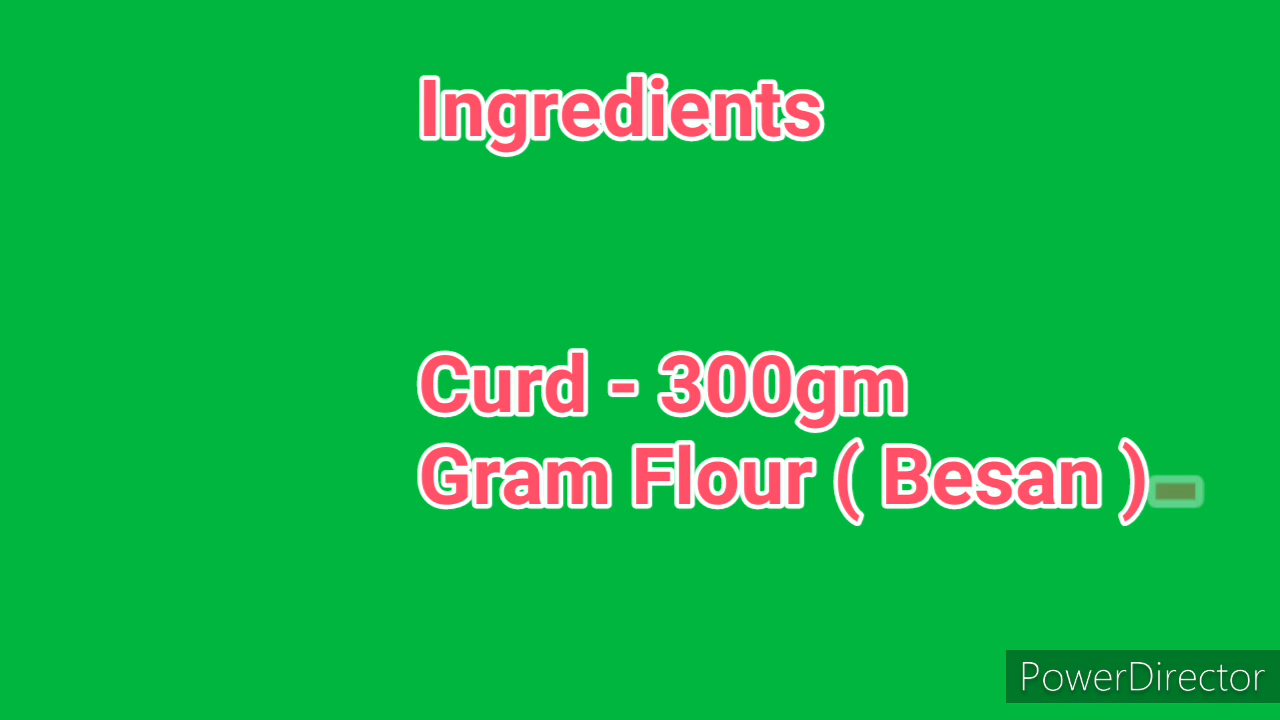 Ingredients
Curd - 300gm
Gram Flour ( Besan )
PowerDirector